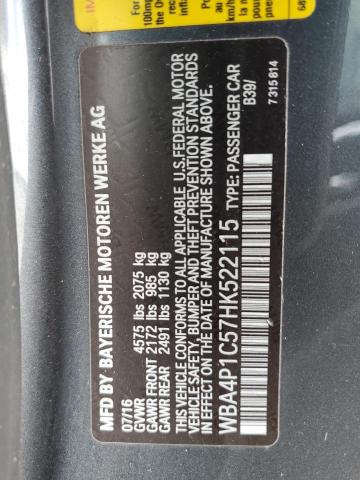 MFD BY BAYERISCHE MOTOREN WERKE AG
07/16
GVWR 4575 lbs 2075 kg
GAWR FRONT 2172 lbs 985 kg
GAWR REAR 2491 lbs 1130 kg
THIS VEHICLE CONFORMS TO ALL APPLICABLE U.S.FEDERAL MOTOR
VEHICLE SAFETY, BUMPER AND THEFT PREVENTION STANDARDS
IN EFFECT ON THE DATE OF MANUFACTURE SHOWN ABOVE.
WBA4P1C57HK522115 TYPE: PASSENGER CAR
B39/
7 315 814